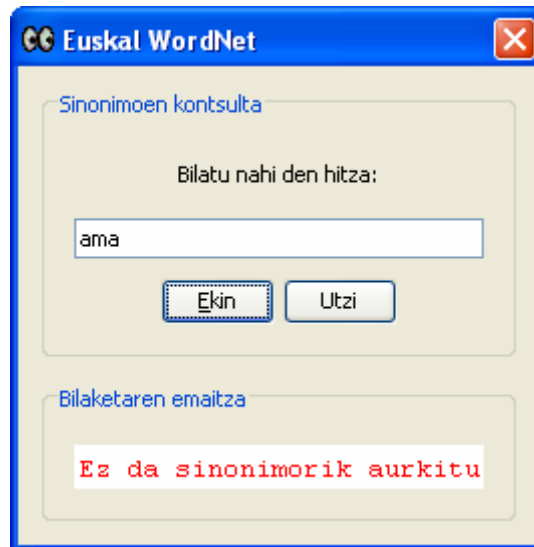 Euskal WordNet
Sinonimoen kontsulta
Bilatu nahi den hitza:
ama
Ekin Utzi
Bilaketaren emaitza
Ez da sinonimorik aurkitu